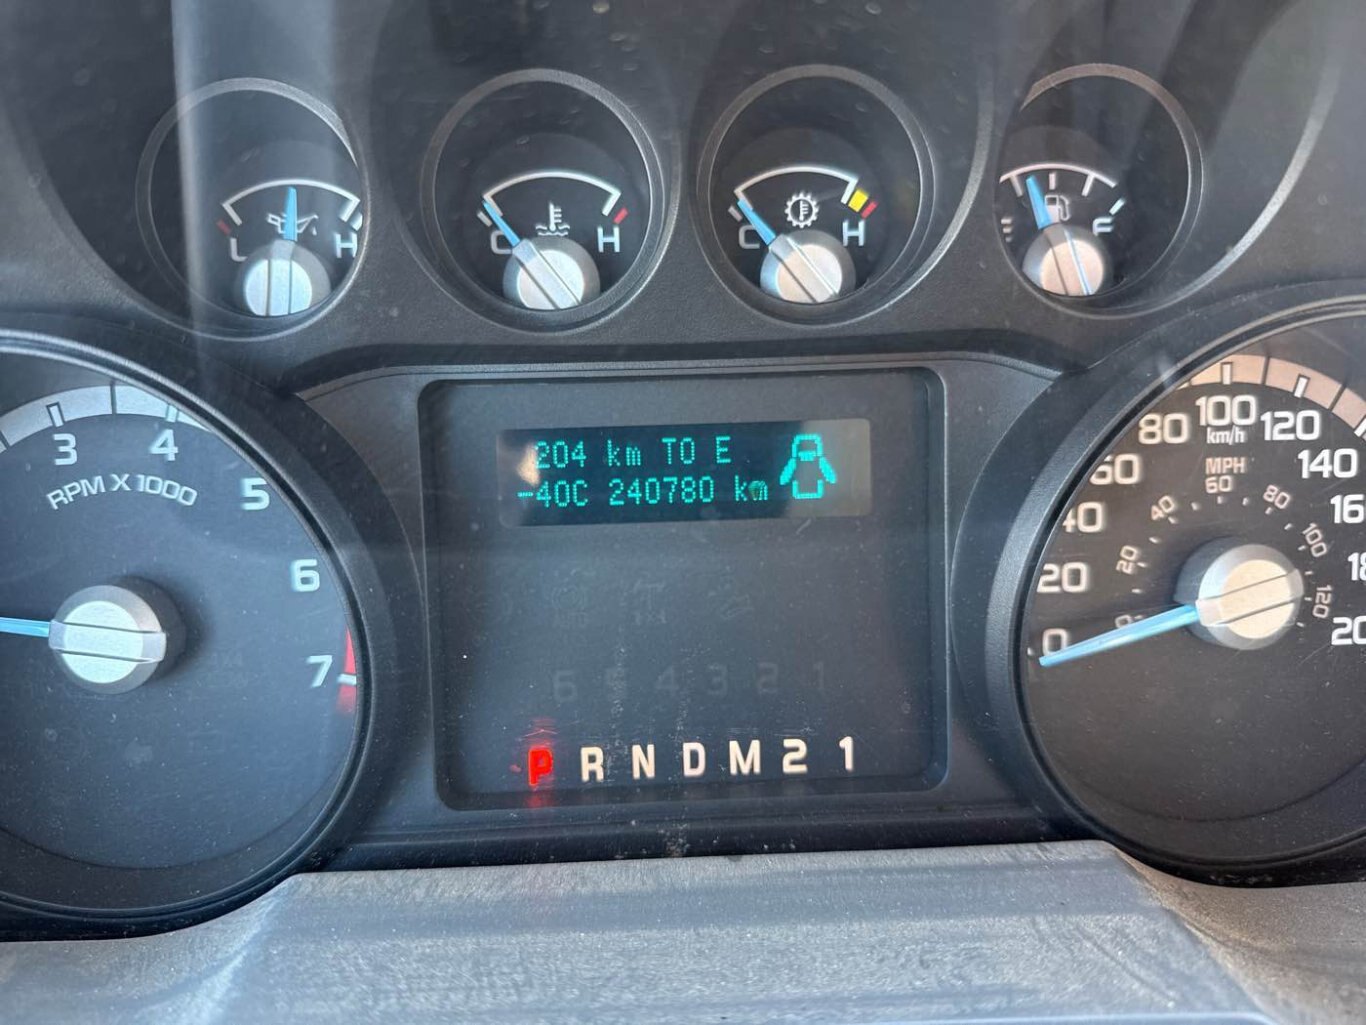 L H
C H
C H
E F
3 4 5 6 7
RPM X 1000
204 km TO E
-40C 240780 km
6 5 4 3 2 1
P R N D M 2 1
0 20 40 60 80 100 120 140
km/h
MPH
0 20 40 60 80 100 120